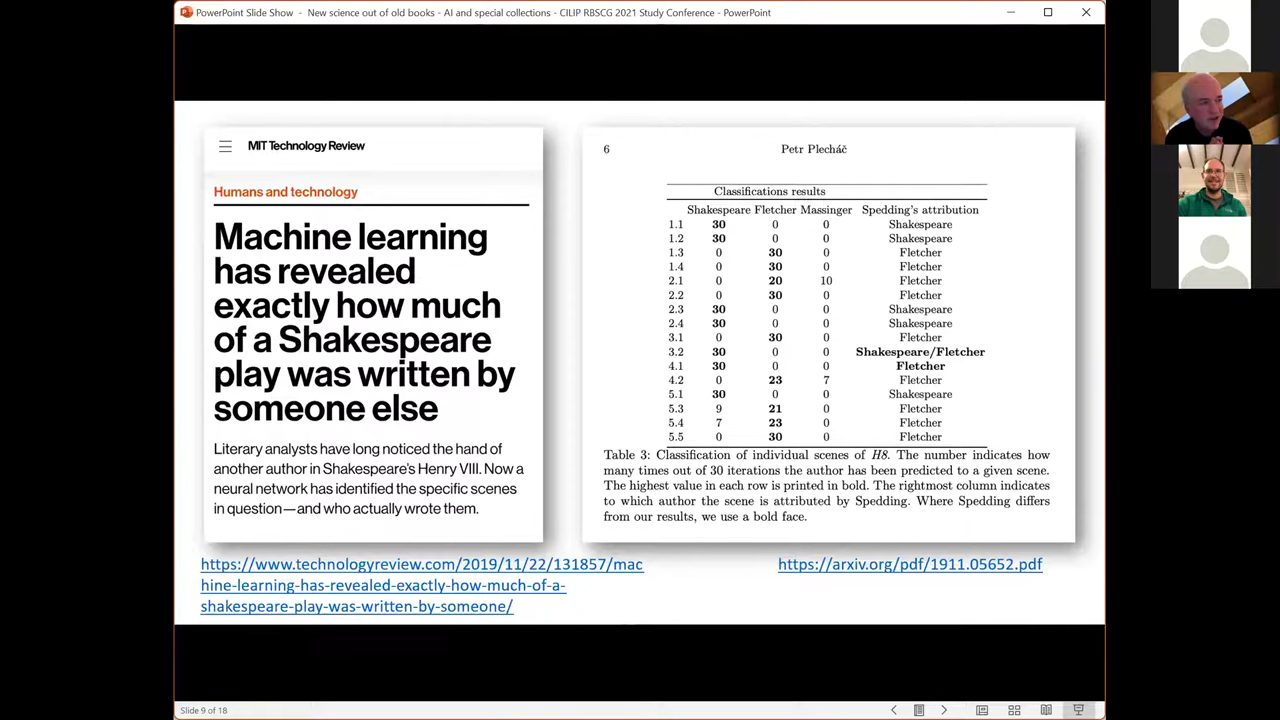 PowerPoint Slide Show - New science out of old books - AI and special collections - CILIP RBSCG 2021 Study Conference - PowerPoint
MIT Technology Review
Humans and technology
Machine learning
has revealed
exactly how much
of a Shakespeare
play was written by
someone else
Literary analysts have long noticed the hand of
another author in Shakespeare's Henry VIII. Now a
neural network has identified the specific scenes
in question—and who actually wrote them.
https://www.technologyreview.com/2019/11/22/131857/mac
hine-learning-has-revealed-exactly-how-much-of-a-
shakespeare-play-was-written-by-someone/
6 Petr Plecháč
Classifications results
Shakespeare Fletcher Massinger Spedding's attribution
1.1 30 0 0 Shakespeare
1.2 30 0 0 Shakespeare
1.3 0 30 0 Fletcher
1.4 0 30 0 Fletcher
2.1 0 20 10 Fletcher
2.2 0 30 0 Fletcher
2.3 30 0 0 Shakespeare
2.4 30 0 0 Shakespeare
3.1 0 30 0 Fletcher
3.2 30 0 0 Shakespeare/Fletcher
4.1 30 0 0 Fletcher
4.2 0 23 7 Fletcher
5.1 30 0 0 Shakespeare
5.3 9 21 0 Fletcher
5.4 7 23 0 Fletcher
5.5 0 30 0 Fletcher
Table 3: Classification of individual scenes of H8. The number indicates how
many times out of 30 iterations the author has been predicted to a given scene.
The highest value in each row is printed in bold. The rightmost column indicates
to which author the scene is attributed by Spedding. Where Spedding differs
from our results, we use a bold face.
https://arxiv.org/pdf/1911.05652.pdf
Slide 9 of 18